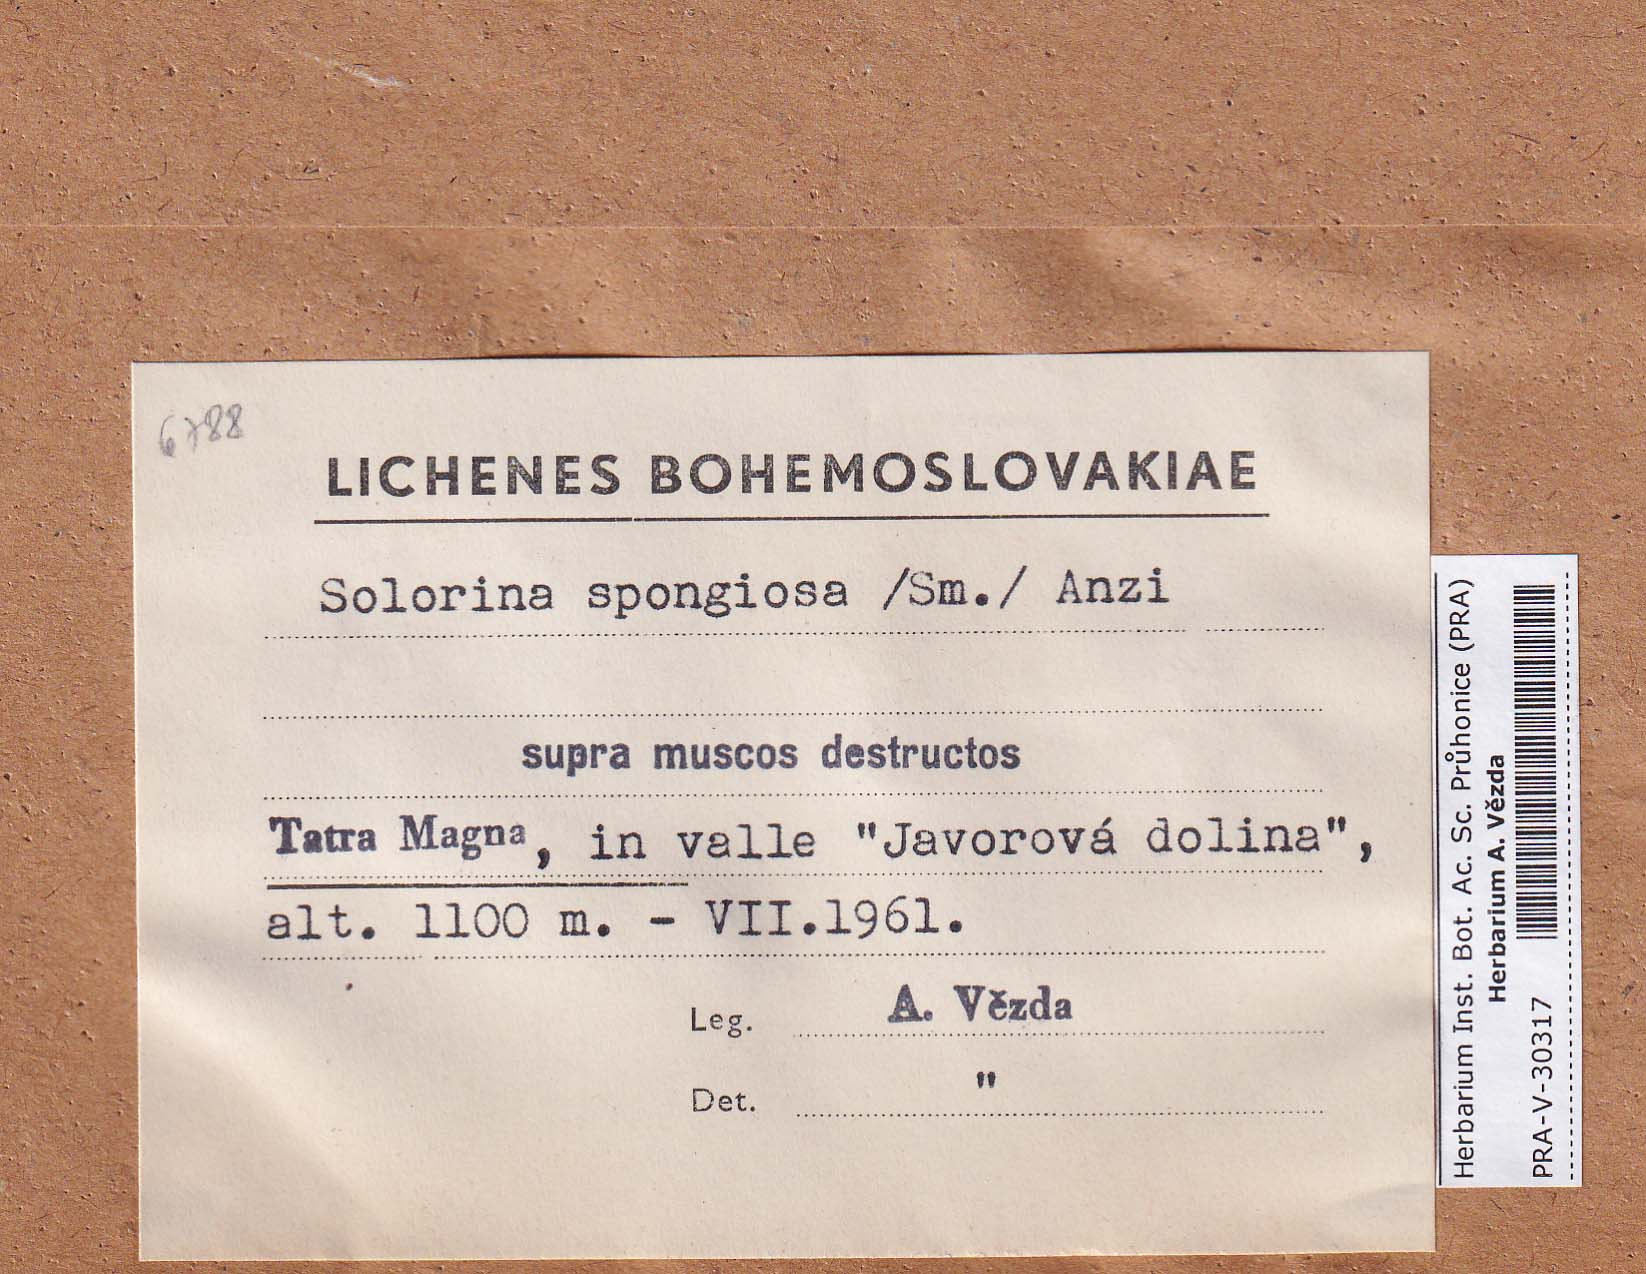 6788
LICHENES BOHEMOSLOVAKIAE
Solorina spongiosa /Sm./ Anzi
supra muscos destructos
Tatra Magna, in valle "Javorová dolina",
alt. 1100 m. - VII.1961.
Leg. A. Vězda
Det. "
Herbarium Inst. Bot. Ac. Sc. Průhonice (PRA)
Herbarium A. Vězda
PRA-V-30317